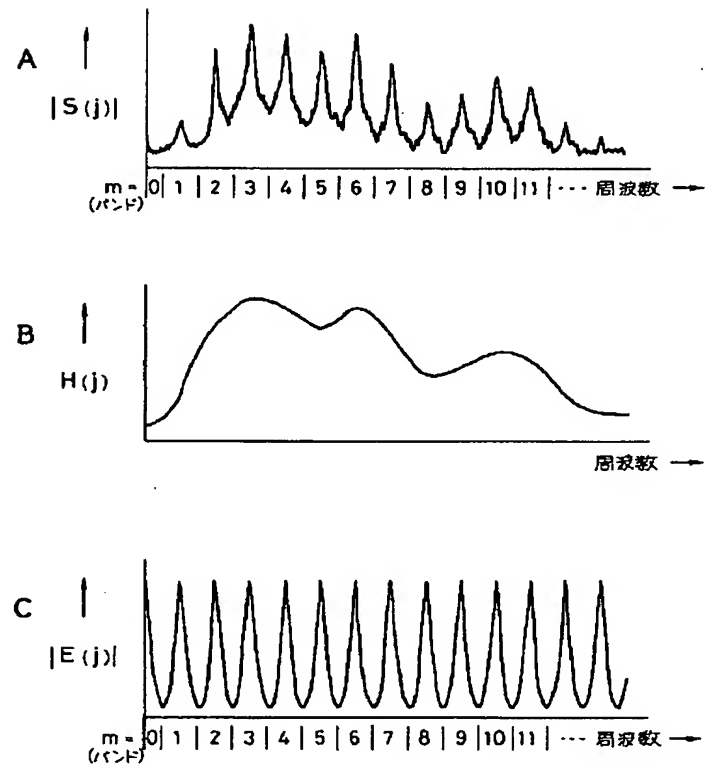 A
|S(j)|
m= 0 | 1 | 2 | 3 | 4 | 5 | 6 | 7 | 8 | 9 | 10 | 11 | ··· 周波数 →
(バンド)
B
H(j)
周波数 →
C
|E(j)|
m= 0 | 1 | 2 | 3 | 4 | 5 | 6 | 7 | 8 | 9 | 10 | 11 | ··· 周波数 →
(バンド)